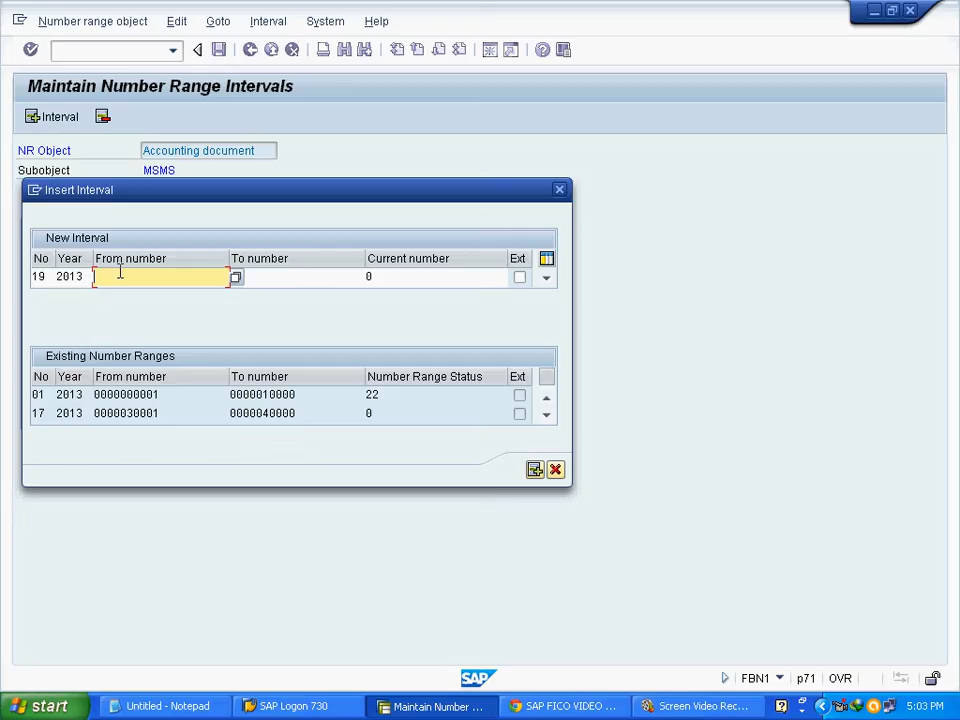 Number range object Edit Goto Interval System Help
Maintain Number Range Intervals
Interval
NR Object Accounting document
Subobject MSMS
Insert Interval
New Interval
No Year From number To number Current number Ext
19 2013 0
Existing Number Ranges
No Year From number To number Number Range Status Ext
01 2013 0000000001 0000010000 22
17 2013 0000030001 0000040000 0
SAP
FBN1 p71 OVR
start Untitled - Notepad SAP Logon 730 Maintain Number ... SAP FICO VIDEO ... Screen Video Rec... 5:03 PM